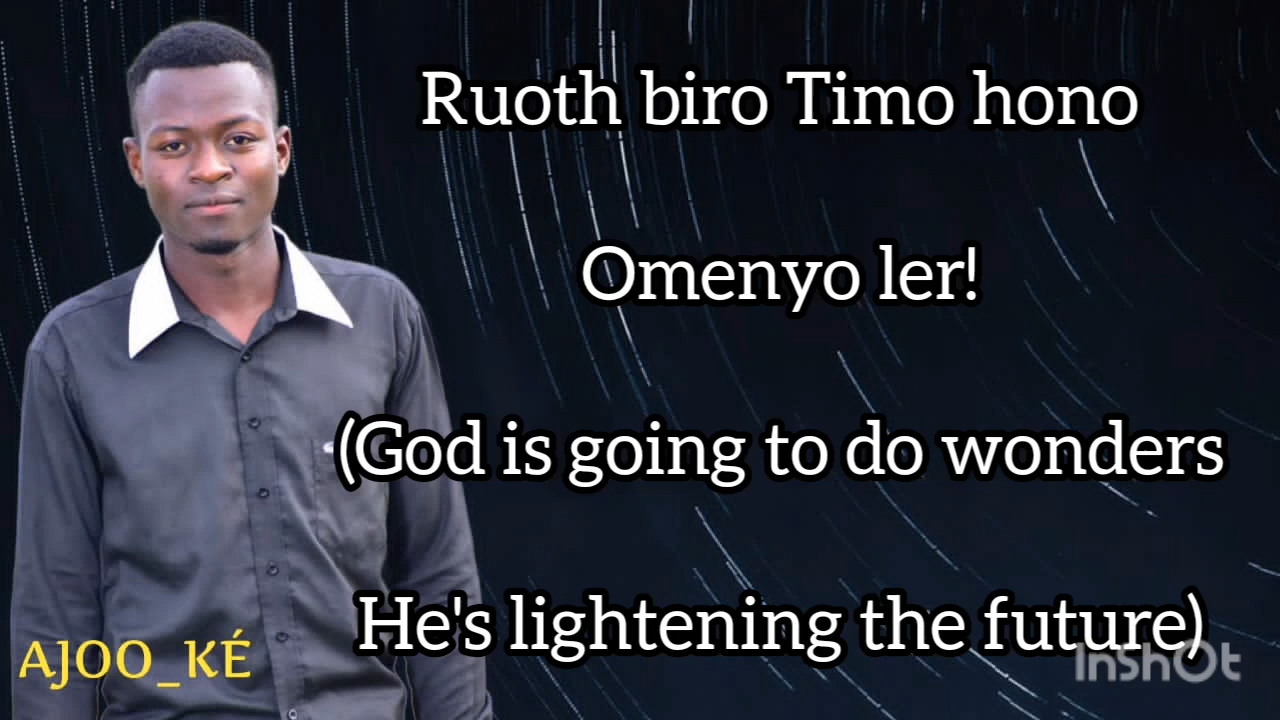 Ruoth biro Timo hono
Omenyo ler!
(God is going to do wonders
He's lightening the future)
AJOO_KÉ
InshOt